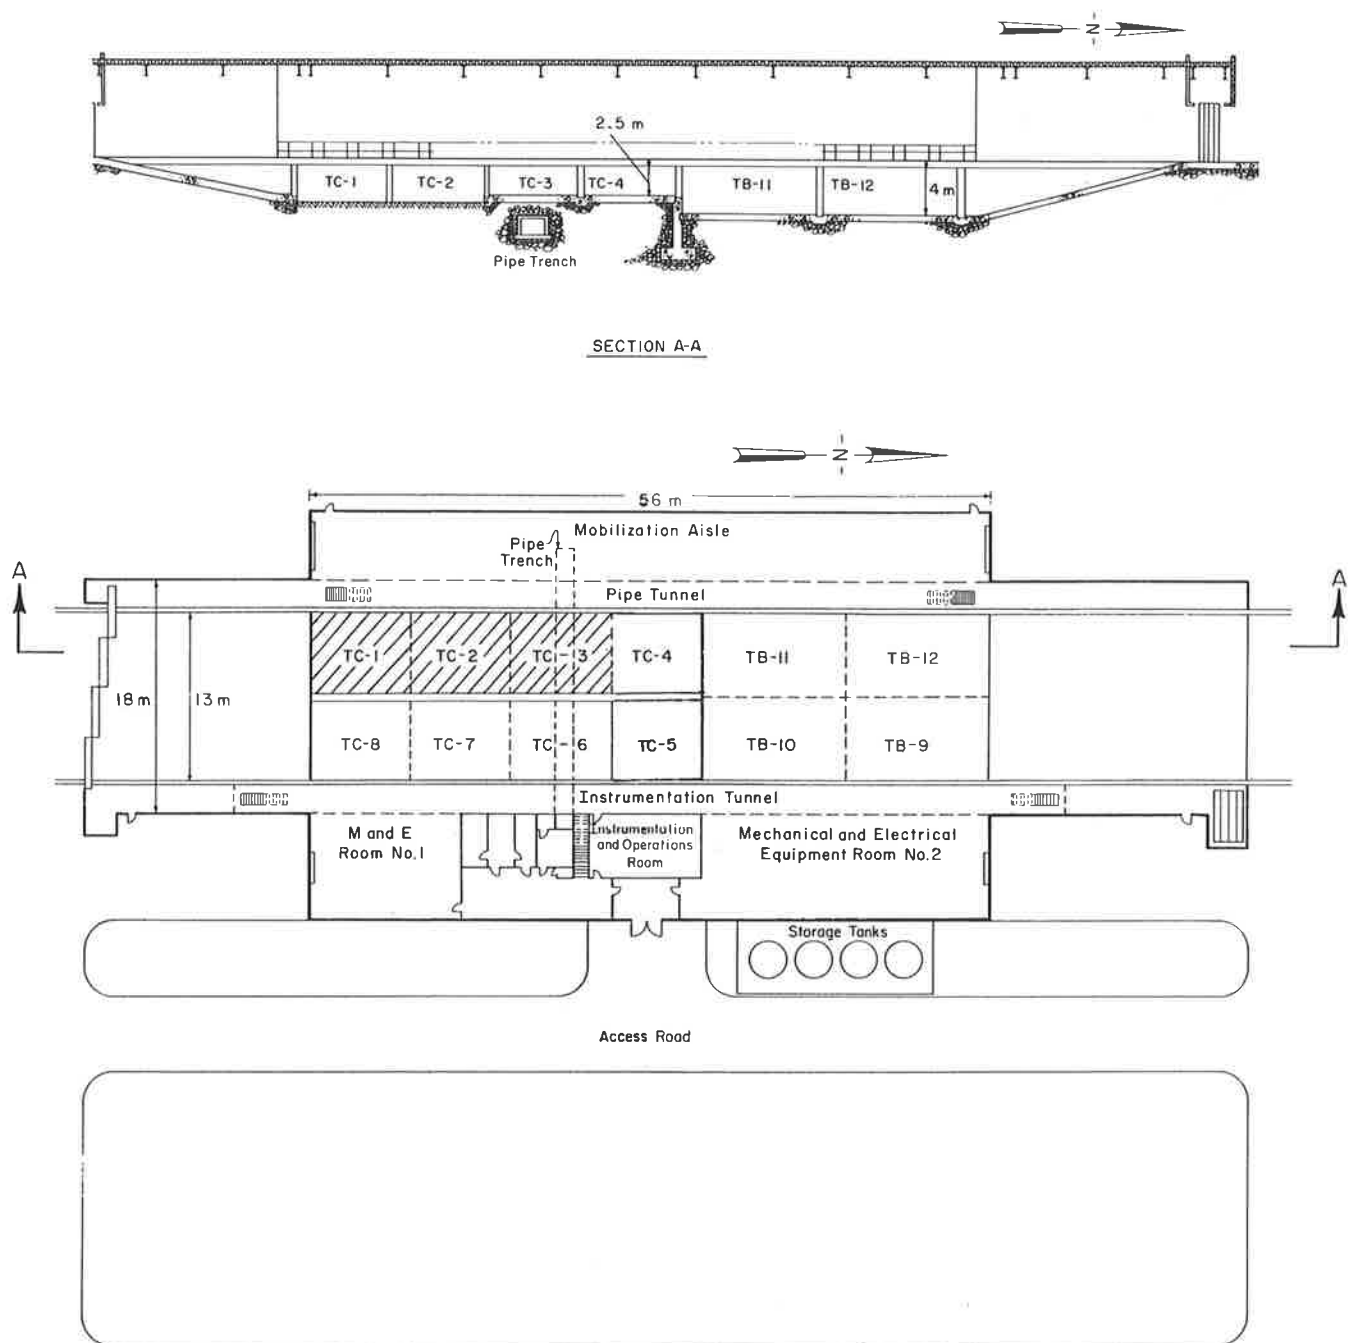 N
2.5 m
TC-1
TC-2
TC-3
TC-4
TB-11
TB-12
4 m
Pipe Trench
SECTION A-A
N
56 m
Mobilization Aisle
Pipe
Trench
A
A
Pipe Tunnel
TC-1
TC-2
TC-3
TC-4
TB-11
TB-12
18 m
13 m
TC-8
TC-7
TC-6
TC-5
TB-10
TB-9
Instrumentation Tunnel
M and E
Room No.1
Instrumentation
and Operations
Room
Mechanical and Electrical
Equipment Room No.2
Storage Tanks
Access Road